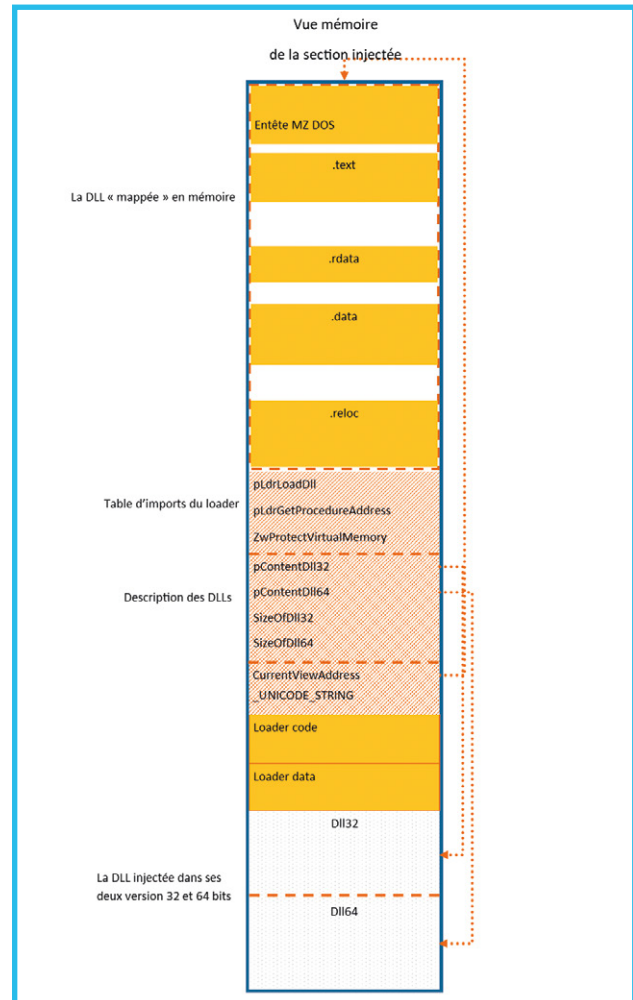 Vue mémoire
de la section injectée
Entête MZ DOS
.text
La DLL « mappée » en mémoire
.rdata
.data
.reloc
pLdrLoadDll
Table d'imports du loader
pLdrGetProcedureAddress
ZwProtectVirtualMemory
pContentDll32
Description des DLLs
pContentDll64
SizeOfDll32
SizeOfDll64
CurrentViewAddress
_UNICODE_STRING
Loader code
Loader data
Dll32
La DLL injectée dans ses
deux version 32 et 64 bits
Dll64